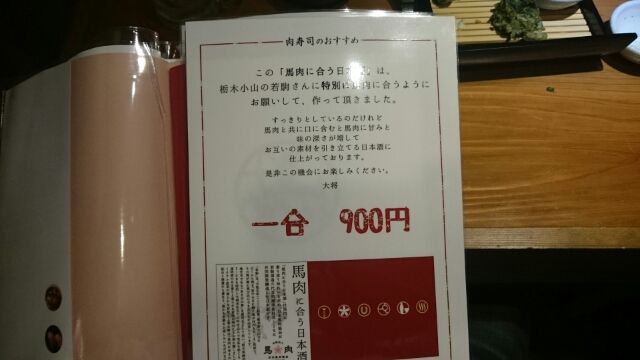 肉寿司のおすすめ
この「馬肉に合う日本酒」は、
栃木小山の若駒さんに特別に馬肉に合うように
お願いして、作って頂きました。
すっきりとしているのだけれど
馬肉と共に口に含むと馬肉に甘みと
味の深さが増して
お互いの素材を引き立てる日本酒に
仕上がっております。
是非この機会にお楽しみください。
大将
一合 900円
馬肉に合う日本酒
馬肉